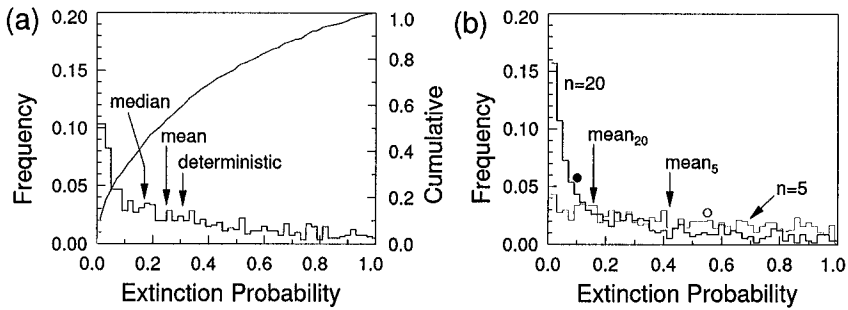 (a)
0.20
0.15
0.10
0.05
0.00
Frequency
median
mean
deterministic
1.0
0.8
0.6
0.4
0.2
0.0
Cumulative
0.0 0.2 0.4 0.6 0.8 1.0
Extinction Probability
(b)
0.20
0.15
0.10
0.05
0.00
Frequency
n=20
mean20
mean5
n=5
0.0 0.2 0.4 0.6 0.8 1.0
Extinction Probability